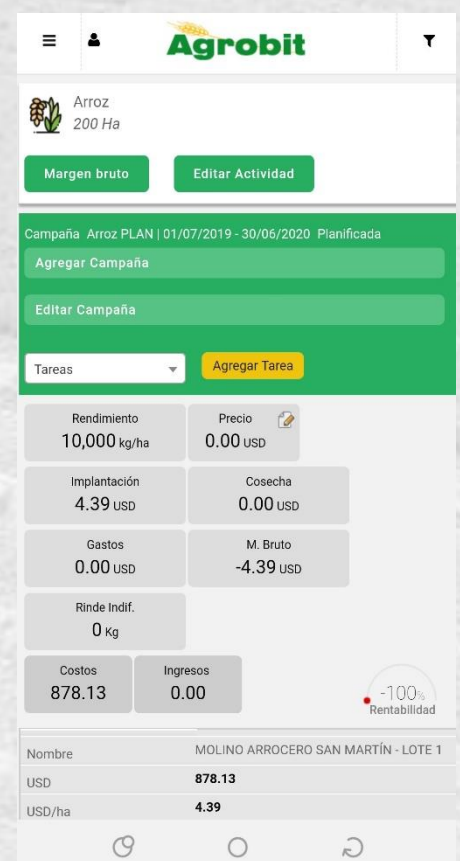 Agrobit
Arroz
200 Ha
Margen bruto
Editar Actividad
Campaña Arroz PLAN | 01/07/2019 - 30/06/2020 Planificada
Agregar Campaña
Editar Campaña
Tareas
Agregar Tarea
Rendimiento
10,000 kg/ha
Precio
0.00 USD
Implantación
4.39 USD
Cosecha
0.00 USD
Gastos
0.00 USD
M. Bruto
-4.39 USD
Rinde Indif.
0 Kg
Costos
878.13
Ingresos
0.00
-100%
Rentabilidad
Nombre MOLINO ARROCERO SAN MARTÍN - LOTE 1
USD 878.13
USD/ha 4.39